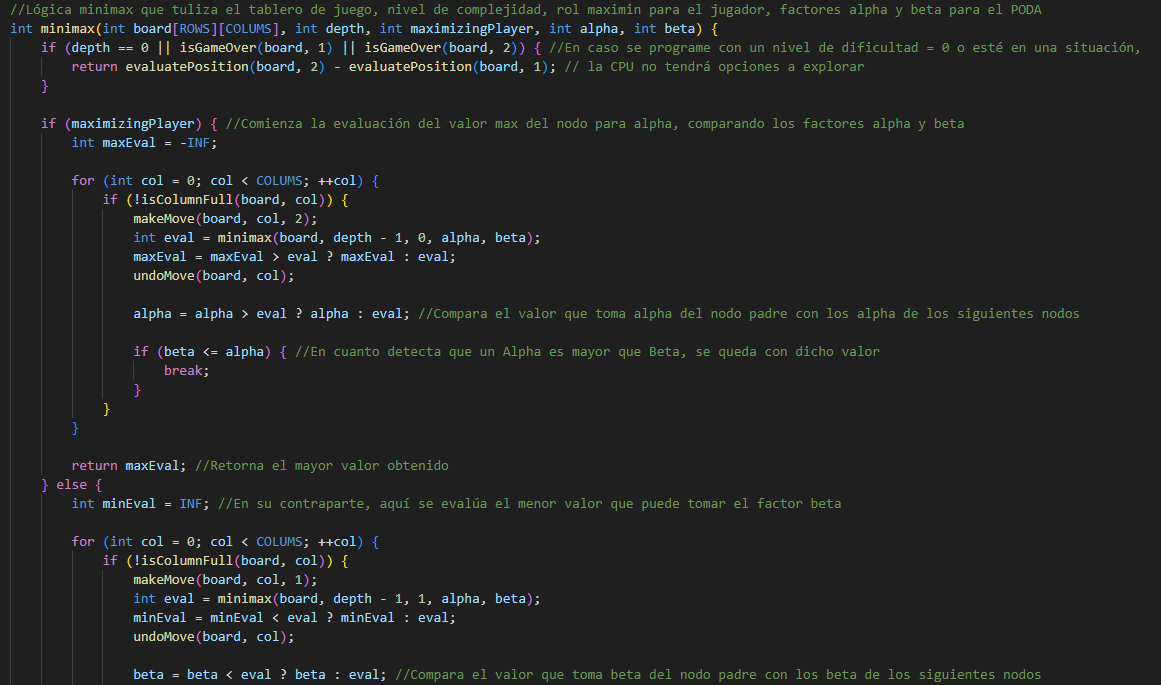 //Lógica minimax que tuliza el tablero de juego, nivel de complejidad, rol maximin para el jugador, factores alpha y beta para el PODA
int minimax(int board[ROWS][COLUMS], int depth, int maximizingPlayer, int alpha, int beta) {
    if (depth == 0 || isGameOver(board, 1) || isGameOver(board, 2)) { //En caso se programe con un nivel de dificultad = 0 o esté en una situación,
        return evaluatePosition(board, 2) - evaluatePosition(board, 1); // la CPU no tendrá opciones a explorar
    }
    if (maximizingPlayer) { //Comienza la evaluación del valor max del nodo para alpha, comparando los factores alpha y beta
        int maxEval = -INF;
        for (int col = 0; col < COLUMS; ++col) {
            if (!isColumnFull(board, col)) {
                makeMove(board, col, 2);
                int eval = minimax(board, depth - 1, 0, alpha, beta);
                maxEval = maxEval > eval ? maxEval : eval;
                undoMove(board, col);
                alpha = alpha > eval ? alpha : eval; //Compara el valor que toma alpha del nodo padre con los alpha de los siguientes nodos
                if (beta <= alpha) { //En cuanto detecta que un Alpha es mayor que Beta, se queda con dicho valor
                    break;
                }
            }
        }
        return maxEval; //Retorna el mayor valor obtenido
    } else {
        int minEval = INF; //En su contraparte, aquí se evalúa el menor valor que puede tomar el factor beta
        for (int col = 0; col < COLUMS; ++col) {
            if (!isColumnFull(board, col)) {
                makeMove(board, col, 1);
                int eval = minimax(board, depth - 1, 1, alpha, beta);
                minEval = minEval < eval ? minEval : eval;
                undoMove(board, col);
                beta = beta < eval ? beta : eval; //Compara el valor que toma beta del nodo padre con los beta de los siguientes nodos